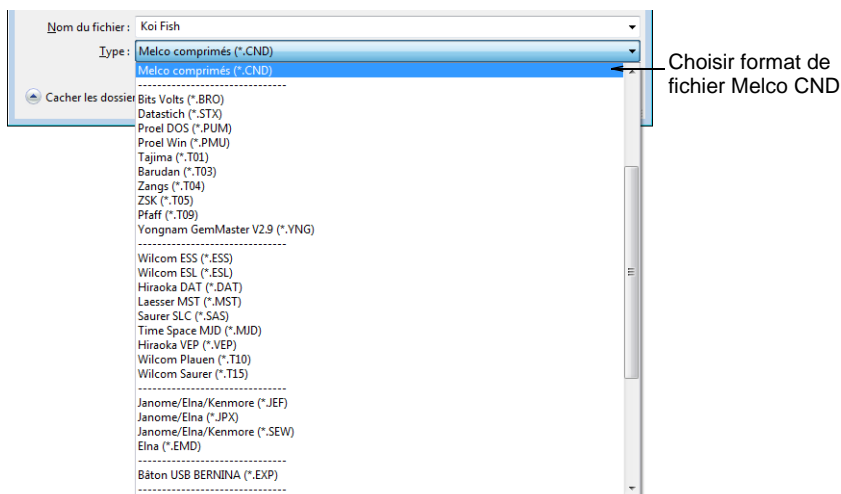 Nom du fichier : Koi Fish
Type : Melco comprimés (*.CND)
Melco comprimés (*.CND)
Choisir format de
fichier Melco CND
------------------------------
Cacher les dossier
Bits Volts (*.BRO)
Datastich (*.STX)
Proel DOS (*.PUM)
Proel Win (*.PMU)
Tajima (*.T01)
Barudan (*.T03)
Zangs (*.T04)
ZSK (*.T05)
Pfaff (*.T09)
Yongnam GemMaster V2.9 (*.YNG)
------------------------------
Wilcom ESS (*.ESS)
Wilcom ESL (*.ESL)
Hiraoka DAT (*.DAT)
Laesser MST (*.MST)
Saurer SLC (*.SAS)
Time Space MJD (*.MJD)
Hiraoka VEP (*.VEP)
Wilcom Plauen (*.T10)
Wilcom Saurer (*.T15)
------------------------------
Janome/Elna/Kenmore (*.JEF)
Janome/Elna (*.JPX)
Janome/Elna/Kenmore (*.SEW)
Elna (*.EMD)
------------------------------
Bâton USB BERNINA (*.EXP)
------------------------------